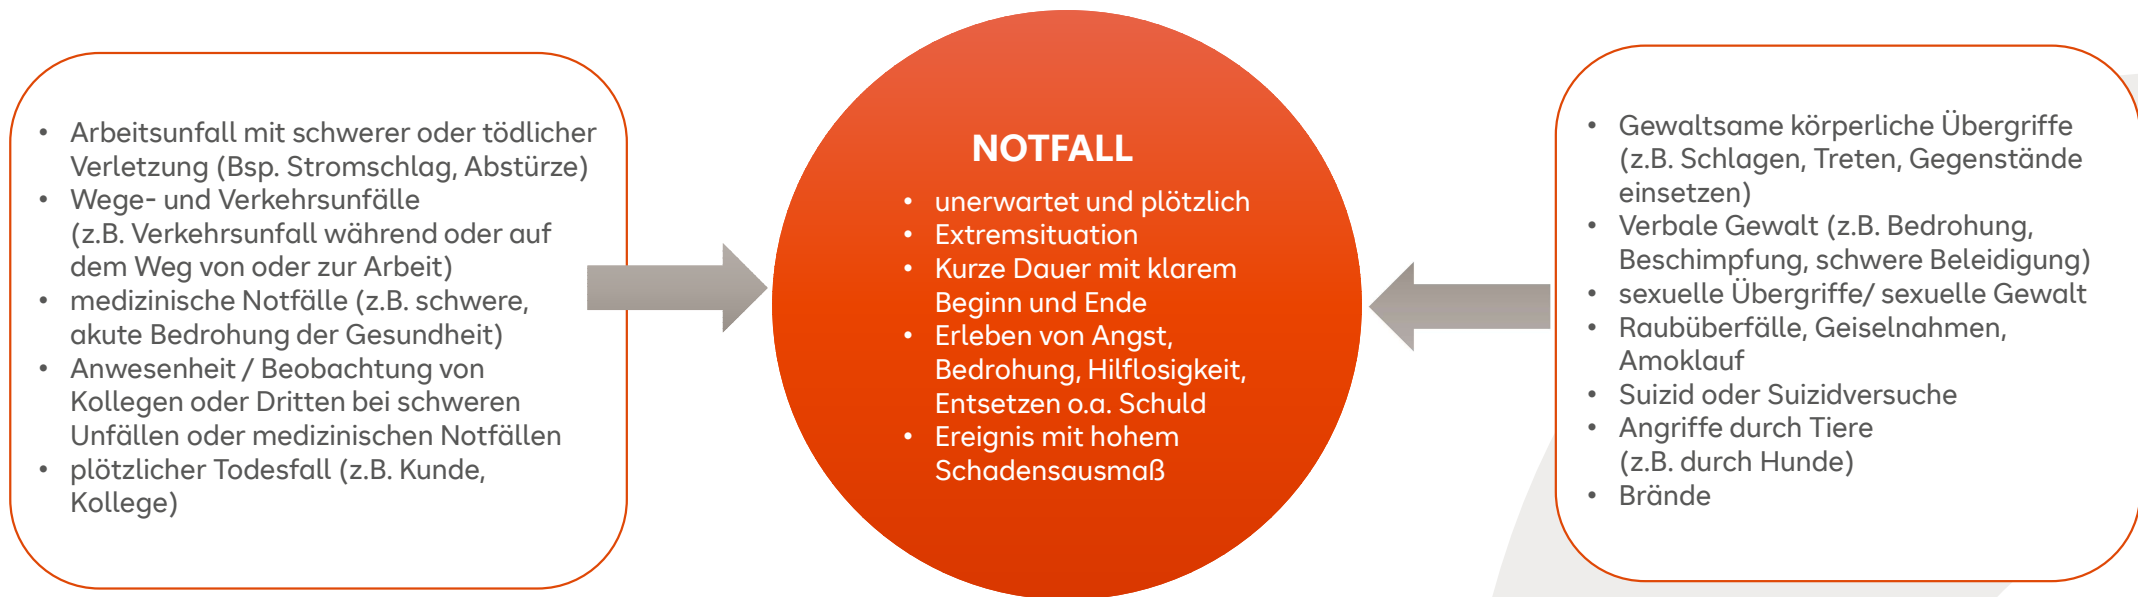 • Arbeitsunfall mit schwerer oder tödlicher
Verletzung (Bsp. Stromschlag, Abstürze)
• Wege- und Verkehrsunfälle
(z.B. Verkehrsunfall während oder auf
dem Weg von oder zur Arbeit)
• medizinische Notfälle (z.B. schwere,
akute Bedrohung der Gesundheit)
• Anwesenheit / Beobachtung von
Kollegen oder Dritten bei schweren
Unfällen oder medizinischen Notfällen
• plötzlicher Todesfall (z.B. Kunde,
Kollege)
NOTFALL
• unerwartet und plötzlich
• Extremsituation
• Kurze Dauer mit klarem
Beginn und Ende
• Erleben von Angst,
Bedrohung, Hilflosigkeit,
Entsetzen o.a. Schuld
• Ereignis mit hohem
Schadensausmaß
• Gewaltsame körperliche Übergriffe
(z.B. Schlagen, Treten, Gegenstände
einsetzen)
• Verbale Gewalt (z.B. Bedrohung,
Beschimpfung, schwere Beleidigung)
• sexuelle Übergriffe/ sexuelle Gewalt
• Raubüberfälle, Geiselnahmen,
Amoklauf
• Suizid oder Suizidversuche
• Angriffe durch Tiere
(z.B. durch Hunde)
• Brände